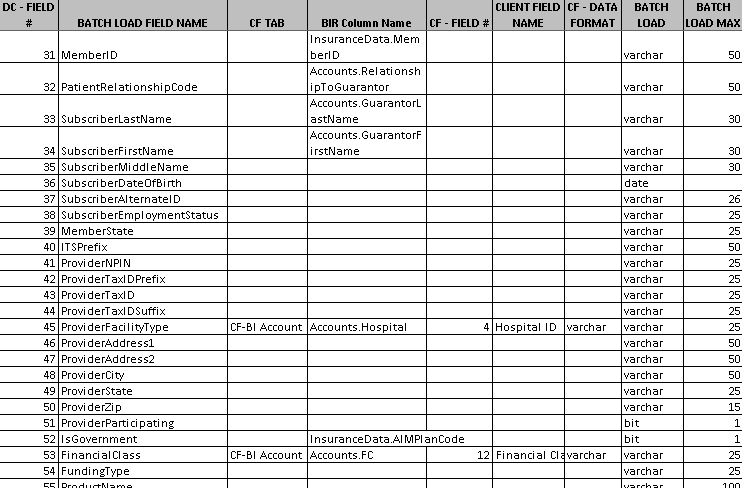 DC - FIELD # BATCH LOAD FIELD NAME CF TAB BIR Column Name CF - FIELD # CLIENT FIELD NAME CF - DATA FORMAT BATCH LOAD BATCH LOAD MAX
31 MemberID InsuranceData.MemberID varchar 50
32 PatientRelationshipCode Accounts.RelationshipToGuarantor varchar 50
33 SubscriberLastName Accounts.GuarantorLastName varchar 30
34 SubscriberFirstName Accounts.GuarantorFirstName varchar 30
35 SubscriberMiddleName varchar 30
36 SubscriberDateOfBirth date
37 SubscriberAlternateID varchar 26
38 SubscriberEmploymentStatus varchar 25
39 MemberState varchar 25
40 ITSPrefix varchar 50
41 ProviderNPIN varchar 25
42 ProviderTaxIDPrefix varchar 25
43 ProviderTaxID varchar 25
44 ProviderTaxIDSuffix varchar 25
45 ProviderFacilityType CF-BI Account Accounts.Hospital 4 Hospital ID varchar varchar 25
46 ProviderAddress1 varchar 50
47 ProviderAddress2 varchar 50
48 ProviderCity varchar 50
49 ProviderState varchar 25
50 ProviderZip varchar 15
51 ProviderParticipating bit 1
52 IsGovernment InsuranceData.AIMPlanCode bit 1
53 FinancialClass CF-BI Account Accounts.FC 12 Financial Cla varchar varchar 25
54 FundingType varchar 25
55 ProductName varchar 100